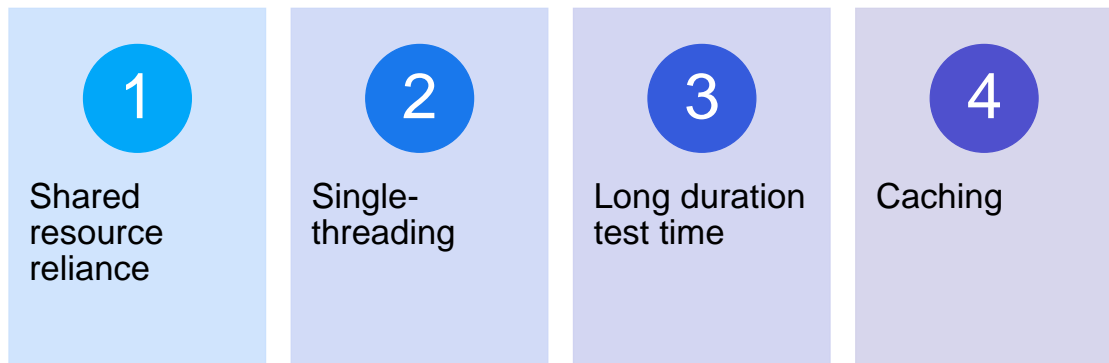 1
Shared
resource
reliance
2
Single-
threading
3
Long duration
test time
4
Caching